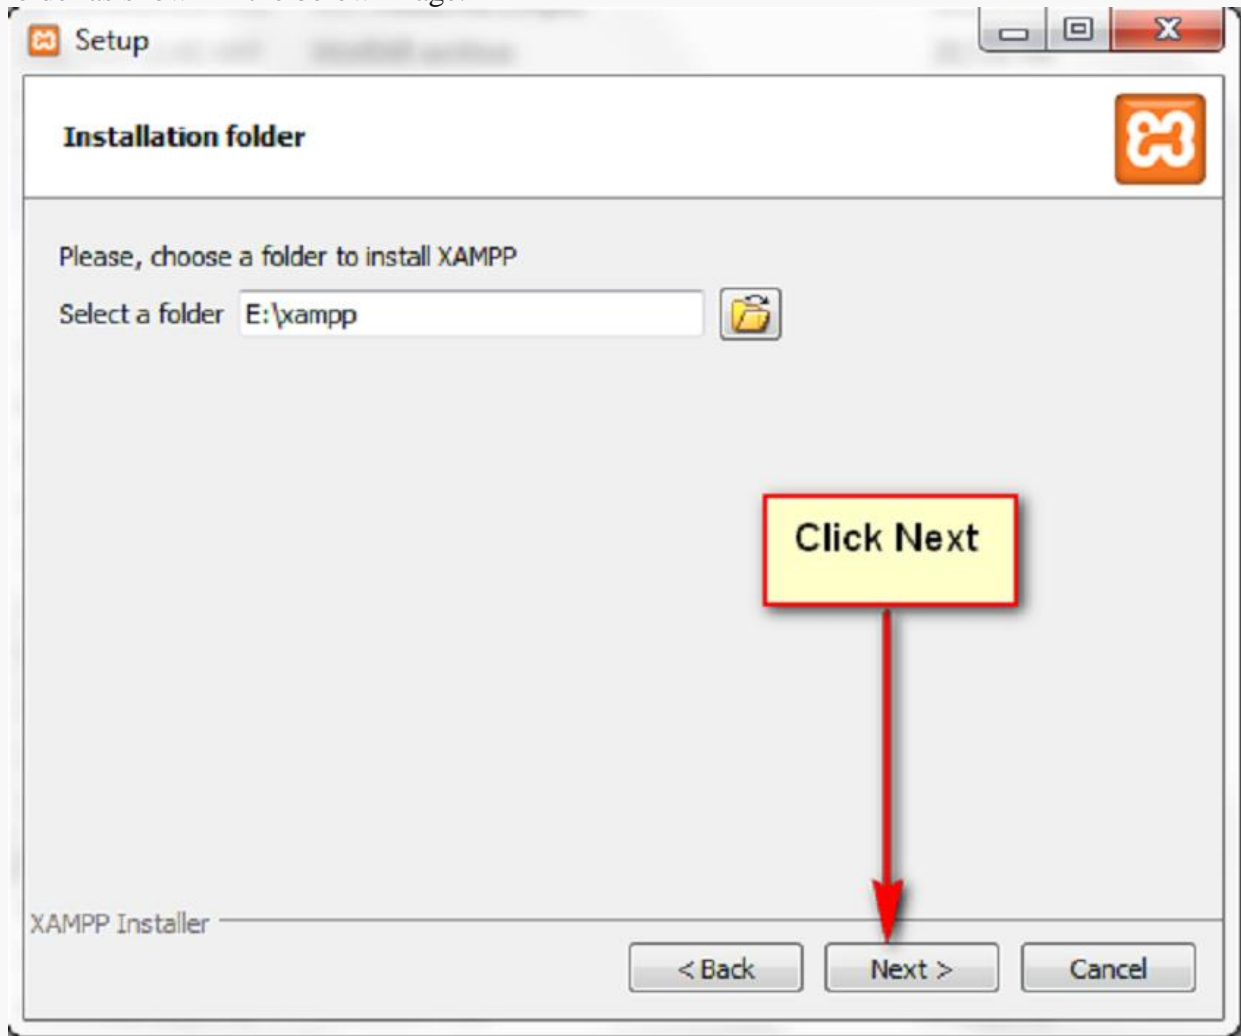 Setup
Installation folder
Please, choose a folder to install XAMPP
Select a folder E:\xampp
Click Next
XAMPP Installer
< Back Next > Cancel